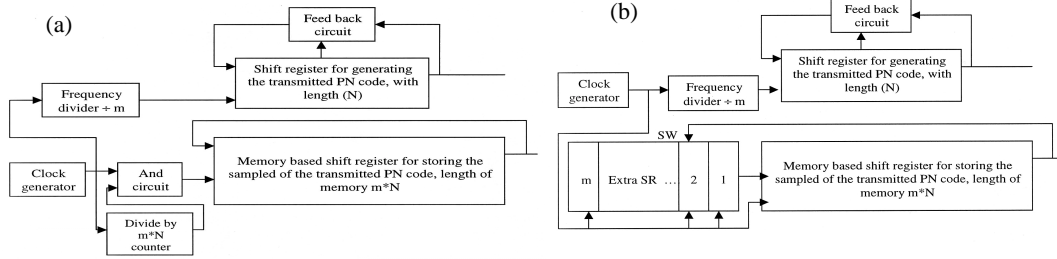 (a)
Feed back
circuit
Shift register for generating
the transmitted PN code, with
length (N)
Frequency
divider ÷ m
Clock
generator
And
circuit
Memory based shift register for storing the
sampled of the transmitted PN code, length of
memory m*N
Divide by
m*N
counter
(b)
Feed back
circuit
Shift register for generating
the transmitted PN code, with
length (N)
Clock
generator
Frequency
divider ÷ m
SW
m
Extra SR ....
2
1
Memory based shift register for storing the
sampled of the transmitted PN code, length of
memory m*N